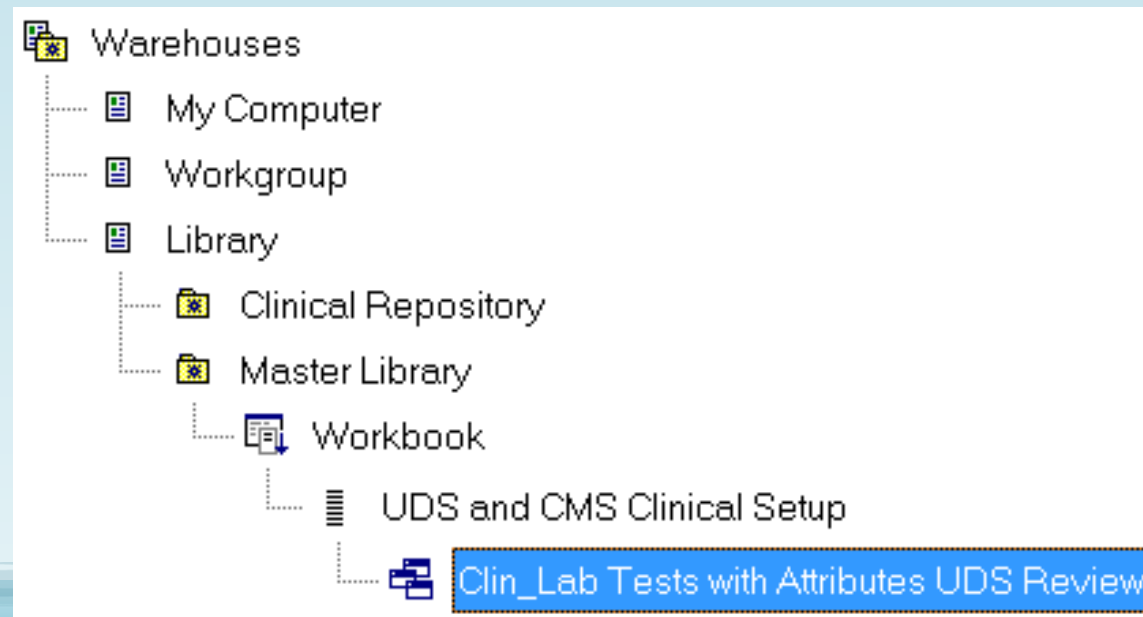 Warehouses
My Computer
Workgroup
Library
Clinical Repository
Master Library
Workbook
UDS and CMS Clinical Setup
Clin_Lab Tests with Attributes UDS Review